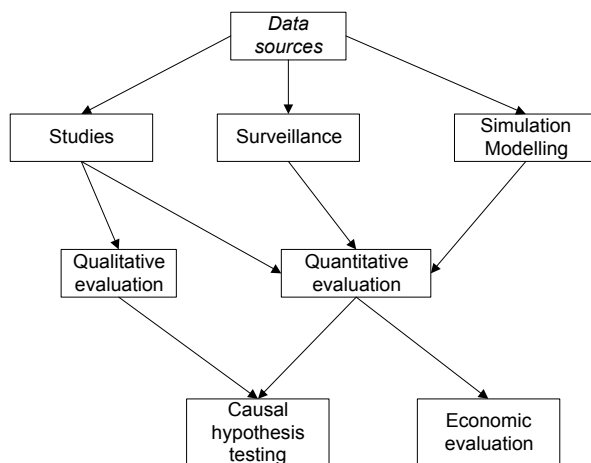 Data
sources
Studies
Surveillance
Simulation
Modelling
Qualitative
evaluation
Quantitative
evaluation
Causal
hypothesis
testing
Economic
evaluation